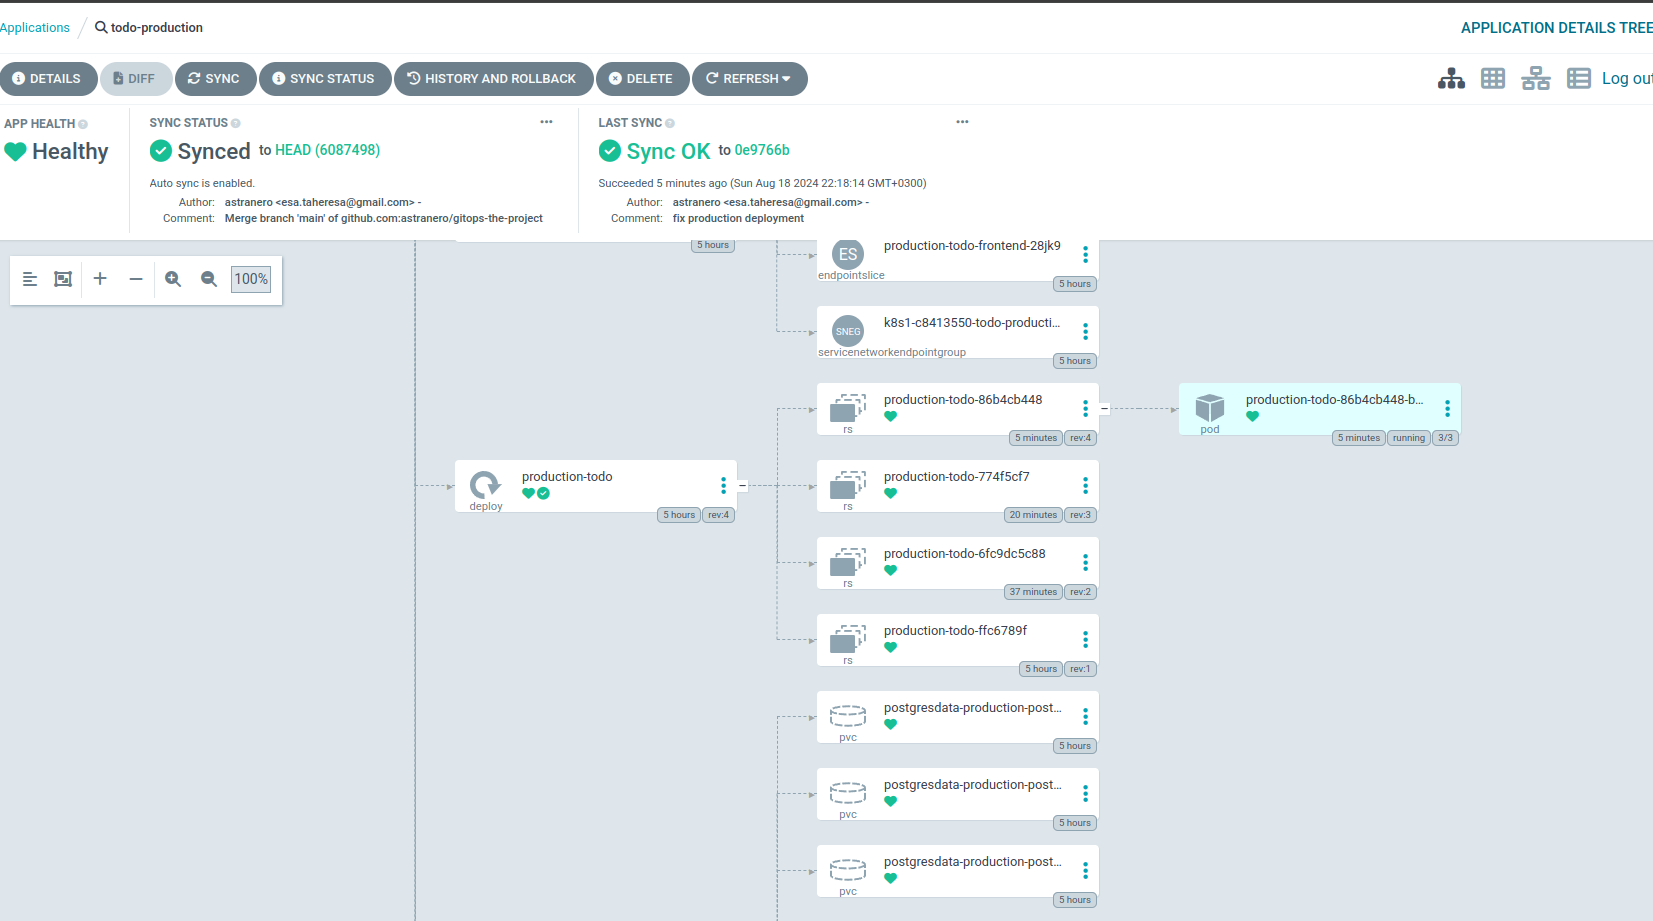 Applications
todo-production
APPLICATION DETAILS TREE
DETAILS
DIFF
SYNC
SYNC STATUS
HISTORY AND ROLLBACK
DELETE
REFRESH
Log out
APP HEALTH
Healthy
SYNC STATUS
Synced to HEAD (6087498)
Auto sync is enabled.
Author: astranero <esa.taheresa@gmail.com> -
Comment: Merge branch 'main' of github.com:astranero/gitops-the-project
LAST SYNC
Sync OK to 0e9766b
Succeeded 5 minutes ago (Sun Aug 18 2024 22:18:14 GMT+0300)
Author: astranero <esa.taheresa@gmail.com> -
Comment: fix production deployment
100%
5 hours
ES
production-todo-frontend-28jk9
endpointslice
5 hours
SNEG
k8s1-c8413550-todo-producti...
servicenetworkendpointgroup
5 hours
production-todo-86b4cb448
rs
5 minutes rev:4
production-todo-86b4cb448-b...
pod
5 minutes running 3/3
production-todo
deploy
5 hours rev:4
production-todo-774f5cf7
rs
20 minutes rev:3
production-todo-6fc9dc5c88
rs
37 minutes rev:2
production-todo-ffc6789f
rs
5 hours rev:1
postgresdata-production-post...
pvc
5 hours
postgresdata-production-post...
pvc
5 hours
postgresdata-production-post...
pvc
5 hours